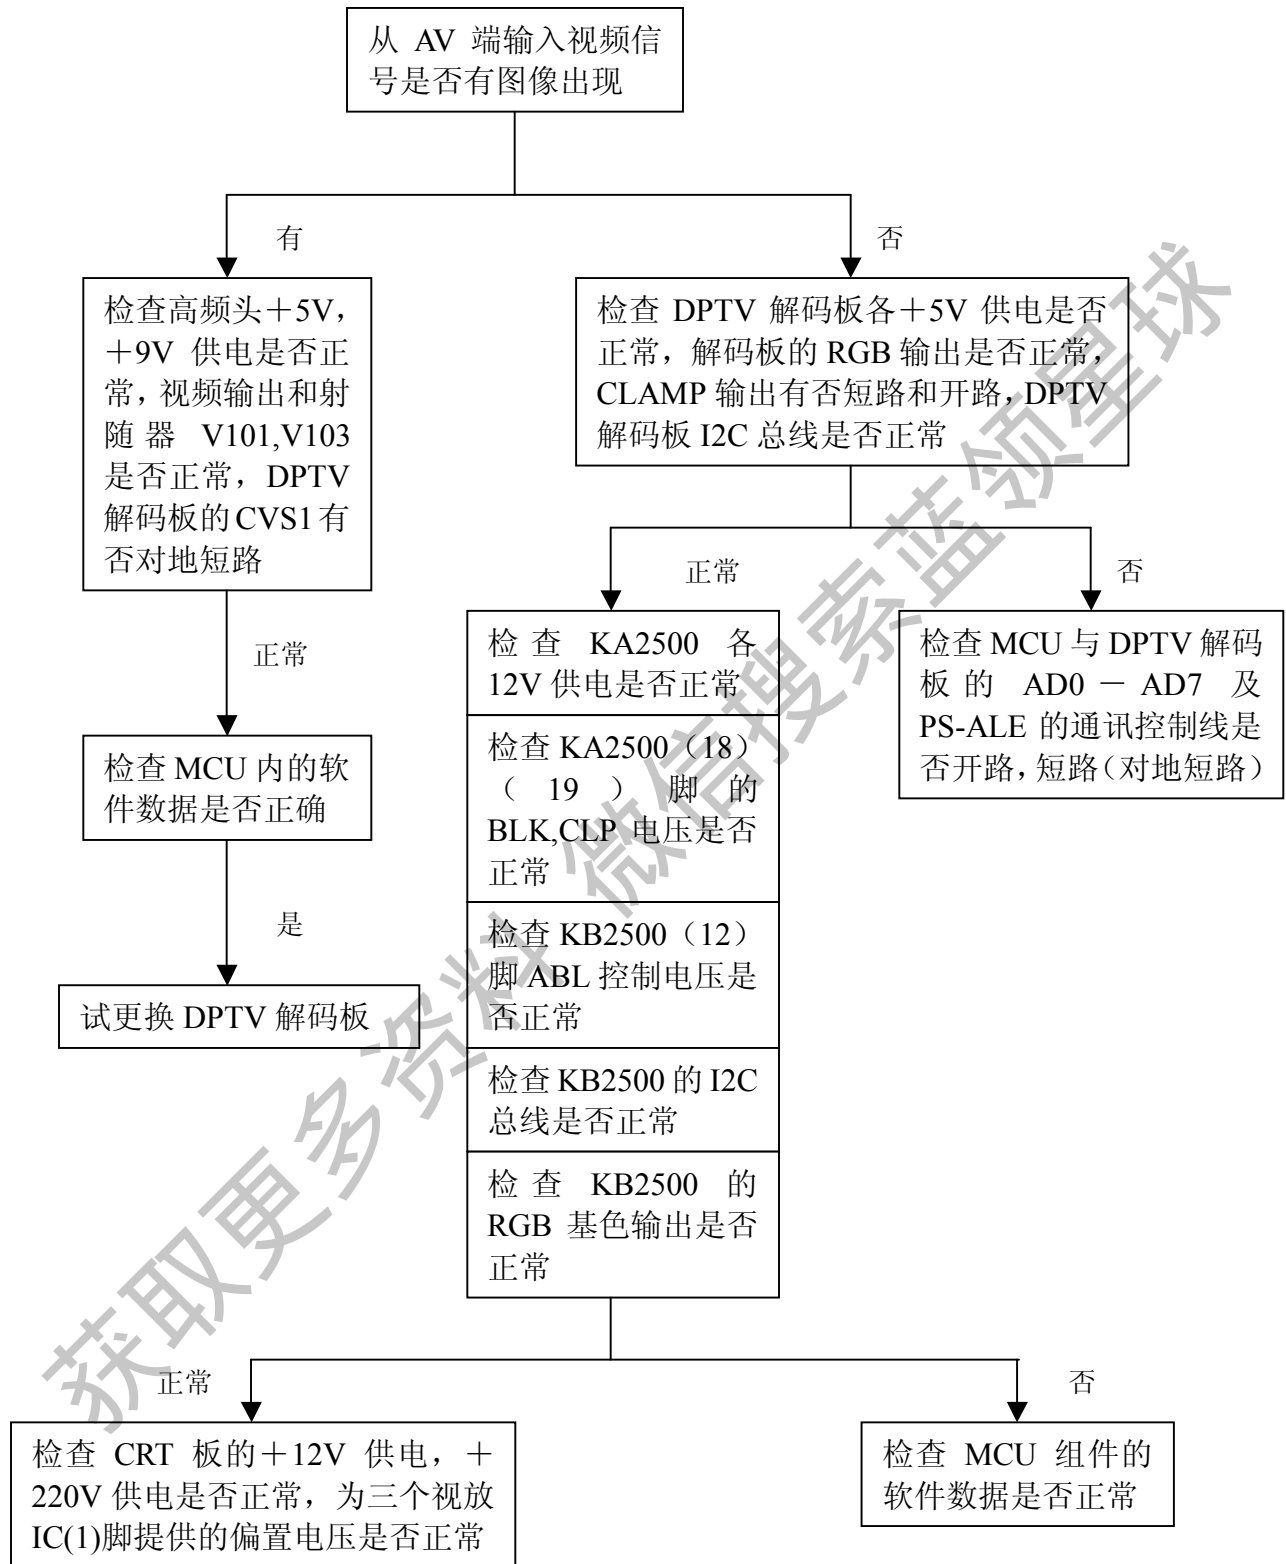 从 AV 端输入视频信
号是否有图像出现
有
否
检查高频头＋5V，
＋9V 供电是否正
常，视频输出和射
随器 V101,V103
是否正常，DPTV
解码板的 CVS1 有
否对地短路
检查 DPTV 解码板各＋5V 供电是否
正常，解码板的 RGB 输出是否正常，
CLAMP 输出有否短路和开路，DPTV
解码板 I2C 总线是否正常
正常
否
正常
检查 KA2500 各
12V 供电是否正常
检查 MCU 与 DPTV 解码
板的 AD0－AD7 及
PS-ALE 的通讯控制线是
否开路，短路（对地短路）
检查 MCU 内的软
件数据是否正确
检查 KA2500（18）
（19）脚的
BLK,CLP 电压是否
正常
是
检查 KB2500（12）
脚 ABL 控制电压是
否正常
试更换 DPTV 解码板
检查 KB2500 的 I2C
总线是否正常
检查 KB2500 的
RGB 基色输出是否
正常
正常
否
检查 CRT 板的＋12V 供电，＋
220V 供电是否正常，为三个视放
IC(1)脚提供的偏置电压是否正常
检查 MCU 组件的
软件数据是否正常
获取更多资料 微信搜索蓝领星球